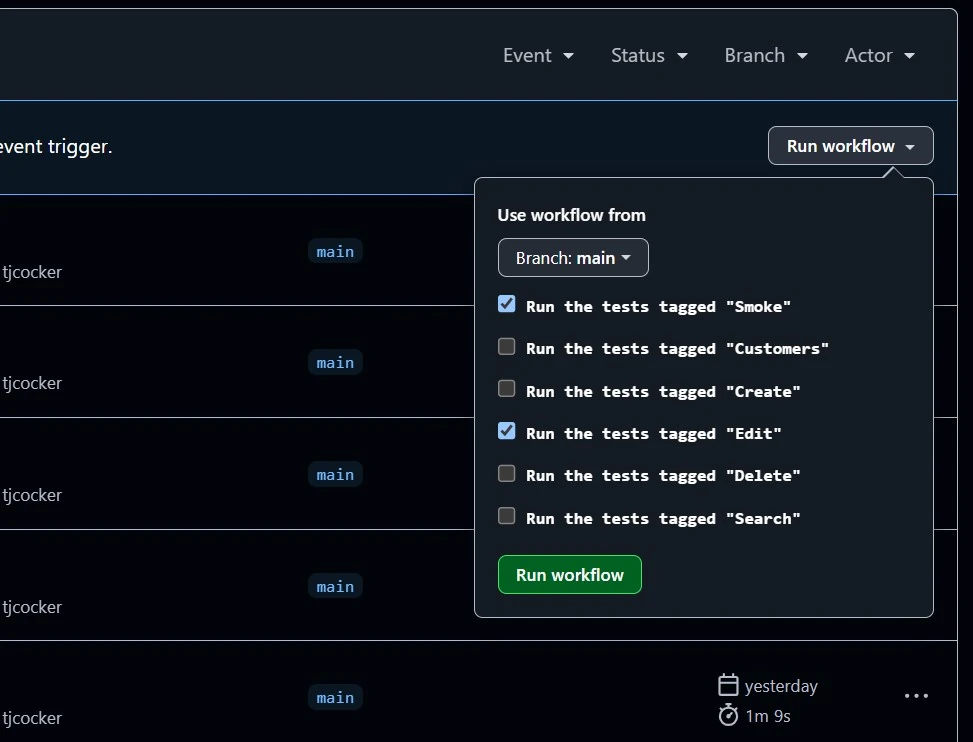 Event Status Branch Actor
event trigger.
Run workflow
Use workflow from
Branch: main
Run the tests tagged "Smoke"
Run the tests tagged "Customers"
Run the tests tagged "Create"
Run the tests tagged "Edit"
Run the tests tagged "Delete"
Run the tests tagged "Search"
Run workflow
main
tjcocker
main
tjcocker
main
tjcocker
main
tjcocker
main
tjcocker
yesterday
1m 9s